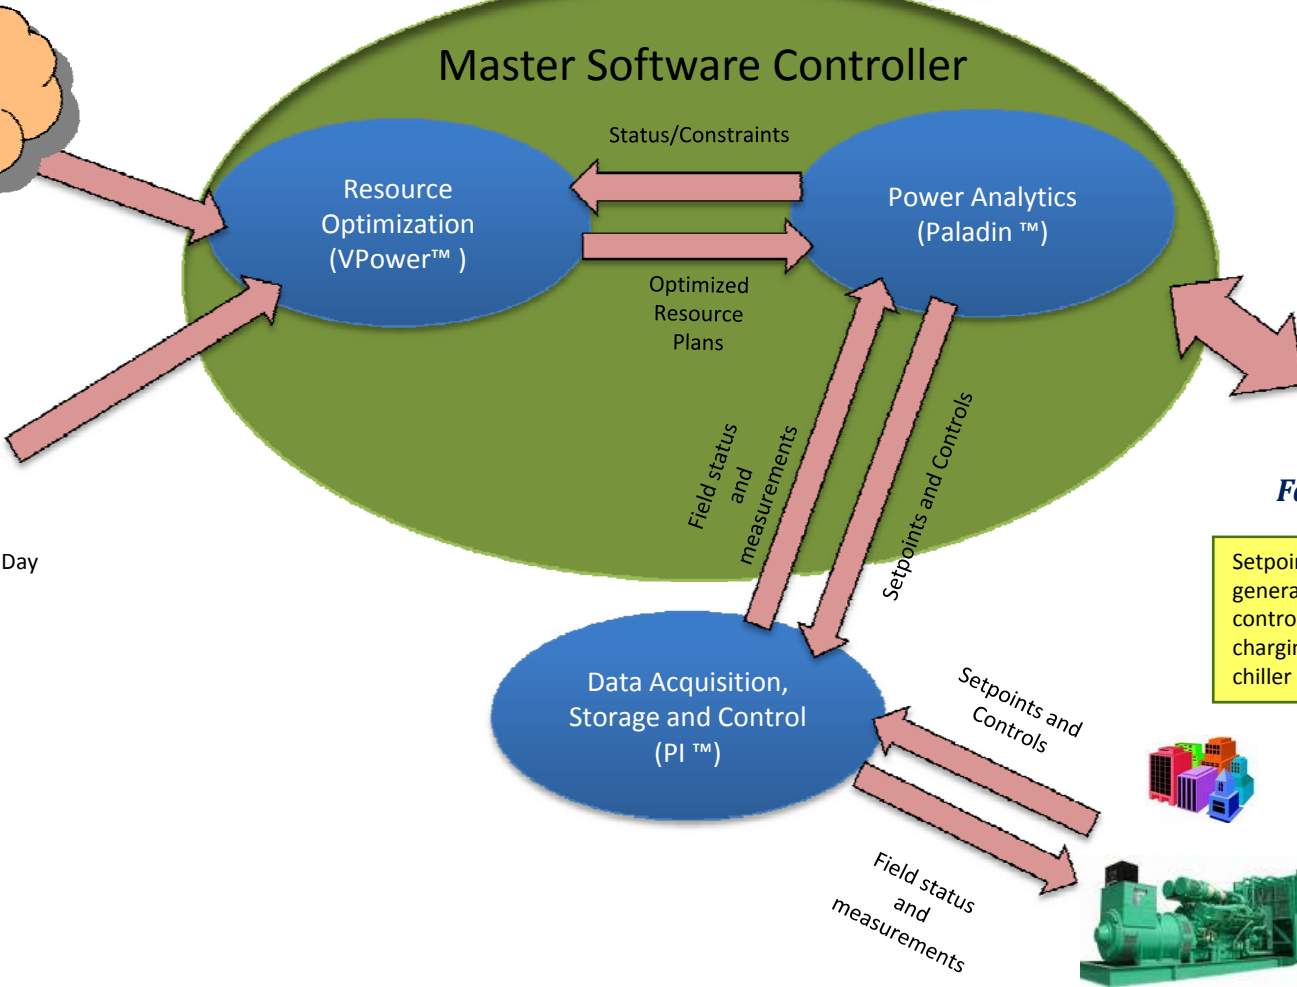 Master Software Controller
Status/Constraints
Resource
Optimization
(VPower™ )
Power Analytics
(Paladin ™)
Optimized
Resource
Plans
Field status
and
measurements
Setpoints and Controls
Day
Data Acquisition,
Storage and Control
(PI ™)
Setpoints and
Controls
Field status
and
measurements
chiller